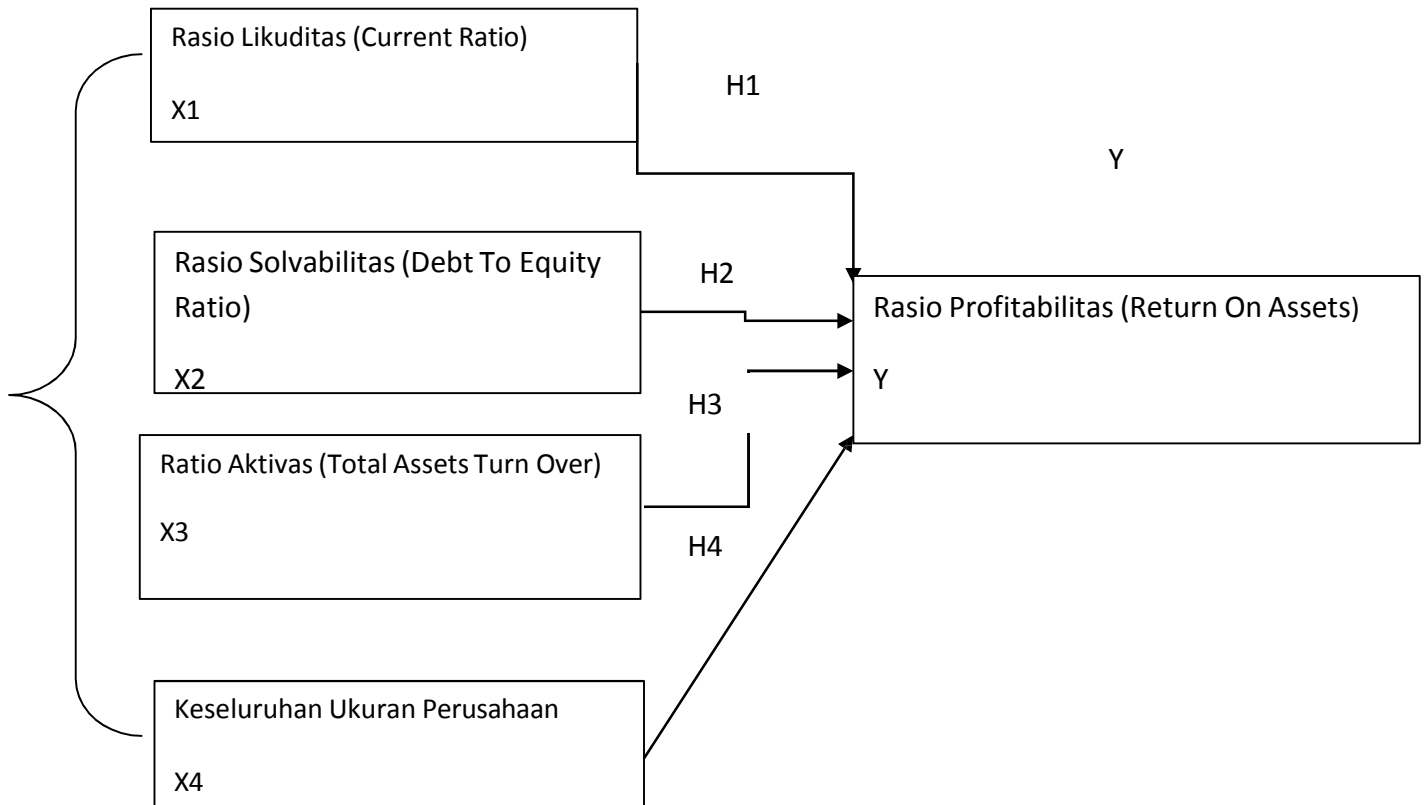 Rasio Likuditas (Current Ratio)
X1
H1
Y
Rasio Solvabilitas (Debt To Equity
Ratio)
X2
H2
Rasio Profitabilitas (Return On Assets)
Y
H3
Ratio Aktivas (Total Assets Turn Over)
X3
H4
Keseluruhan Ukuran Perusahaan
X4